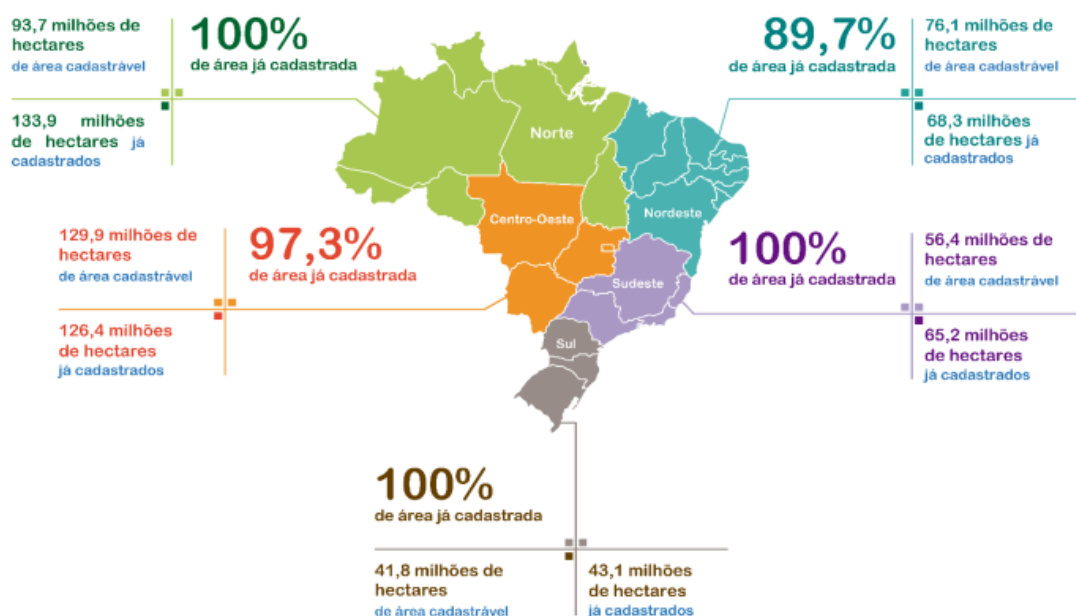 93,7 milhões de
hectares
de área cadastrável
133,9 milhões
de hectares já
cadastrados
100%
de área já cadastrada
89,7%
de área já cadastrada
76,1 milhões de
hectares
de área cadastrável
68,3 milhões
de hectares já
cadastrados
Norte
Nordeste
Centro-Oeste
Sudeste
Sul
129,9 milhões de
hectares
de área cadastrável
126,4 milhões
de hectares
já cadastrados
97,3%
de área já cadastrada
100%
de área já cadastrada
56,4 milhões de
hectares
de área cadastrável
65,2 milhões
de hectares
já cadastrados
100%
de área já cadastrada
41,8 milhões de
hectares
de área cadastrável
43,1 milhões
de hectares
já cadastrados